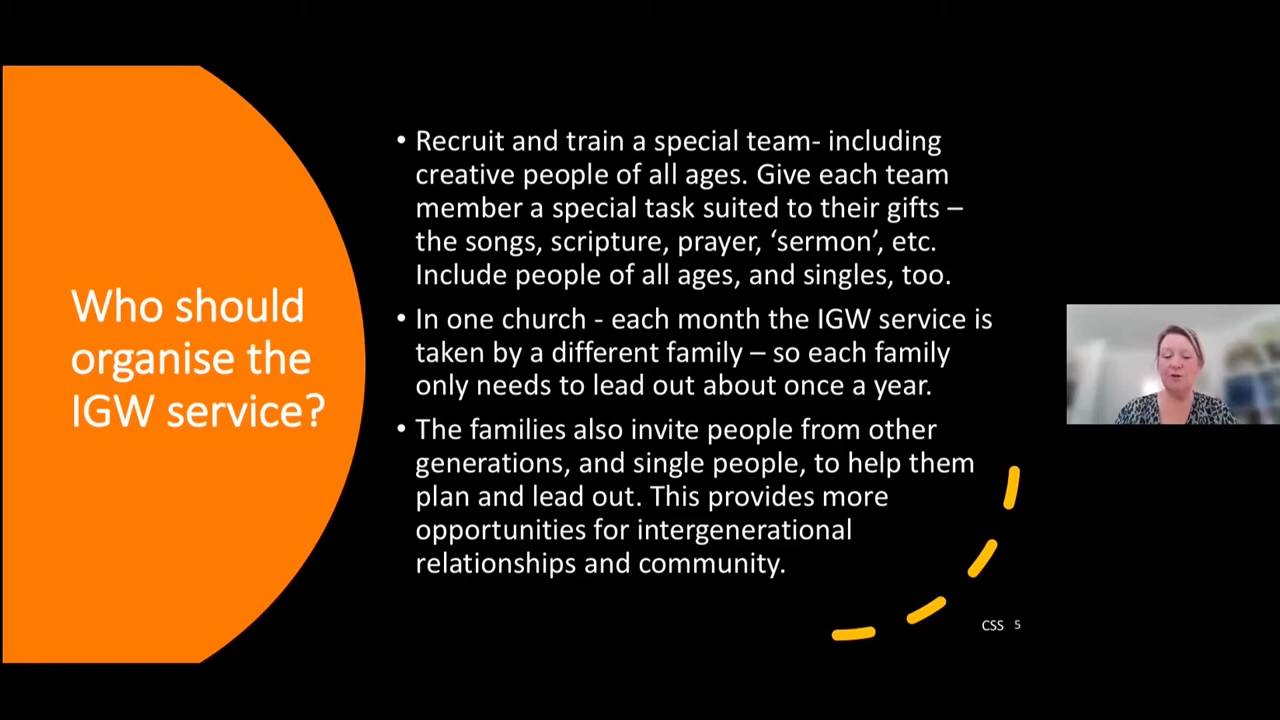 Who should
organise the
IGW service?
• Recruit and train a special team- including
creative people of all ages. Give each team
member a special task suited to their gifts –
the songs, scripture, prayer, ‘sermon’, etc.
Include people of all ages, and singles, too.
• In one church - each month the IGW service is
taken by a different family – so each family
only needs to lead out about once a year.
• The families also invite people from other
generations, and single people, to help them
plan and lead out. This provides more
opportunities for intergenerational
relationships and community.
CSS 5